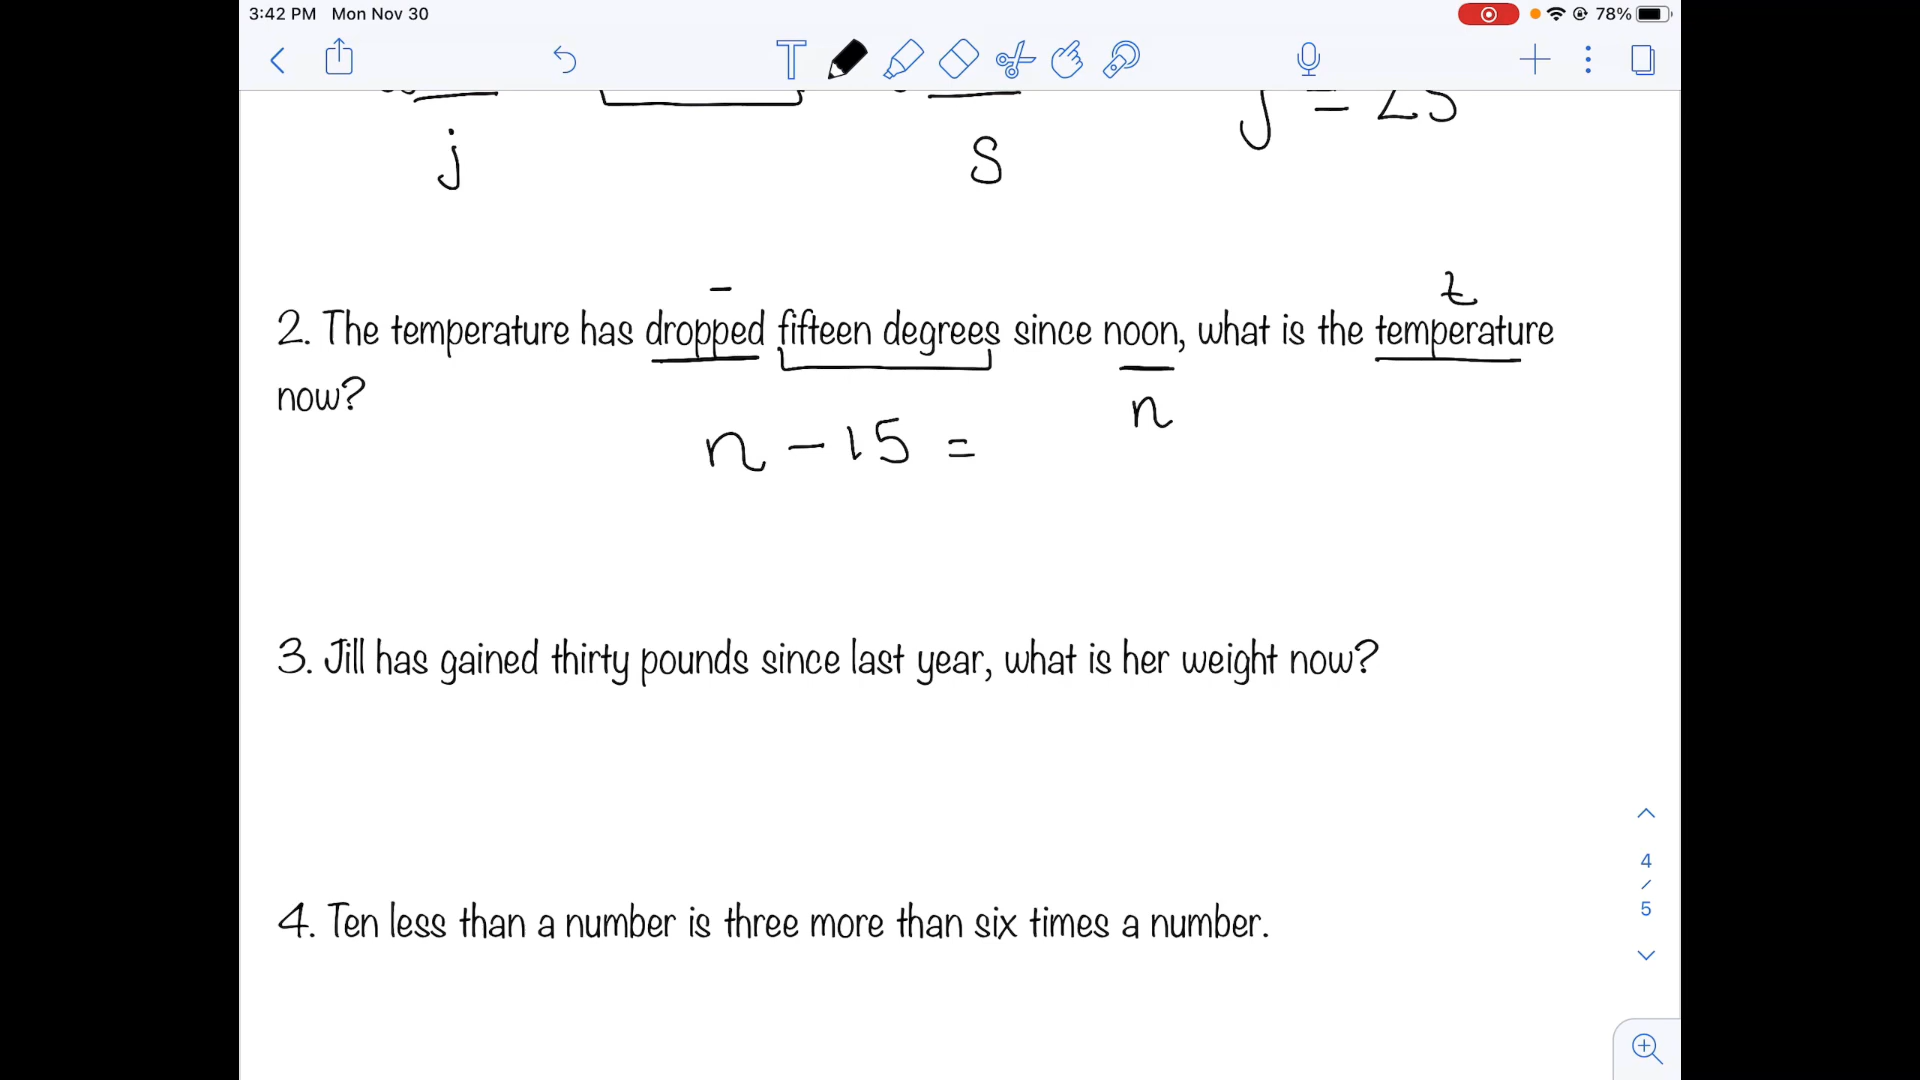 3:42 PM Mon Nov 30
78%
T
j
S
j = 25
-
t
2. The temperature has dropped fifteen degrees since noon, what is the temperature
now?
n
n - 15 =
3. Jill has gained thirty pounds since last year, what is her weight now?
4
/
5
4. Ten less than a number is three more than six times a number.